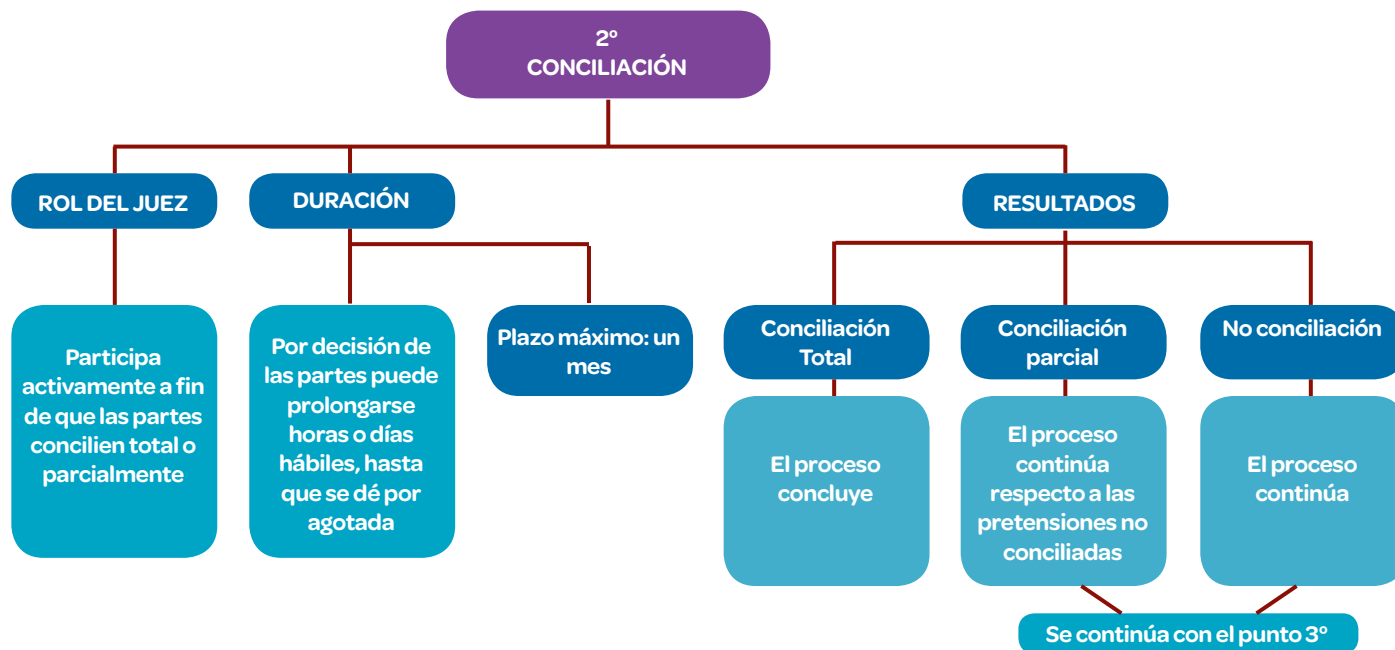 2º
CONCILIACIÓN
ROL DEL JUEZ
DURACIÓN
RESULTADOS
Participa
activamente a fin
de que las partes
concilien total o
parcialmente
Por decisión de
las partes puede
prolongarse
horas o días
hábiles, hasta
que se dé por
agotada
Plazo máximo: un
mes
Conciliación
Total
Conciliación
parcial
No conciliación
El proceso
concluye
El proceso
continúa
respecto a las
pretensiones no
conciliadas
El proceso
continúa
Se continúa con el punto 3º